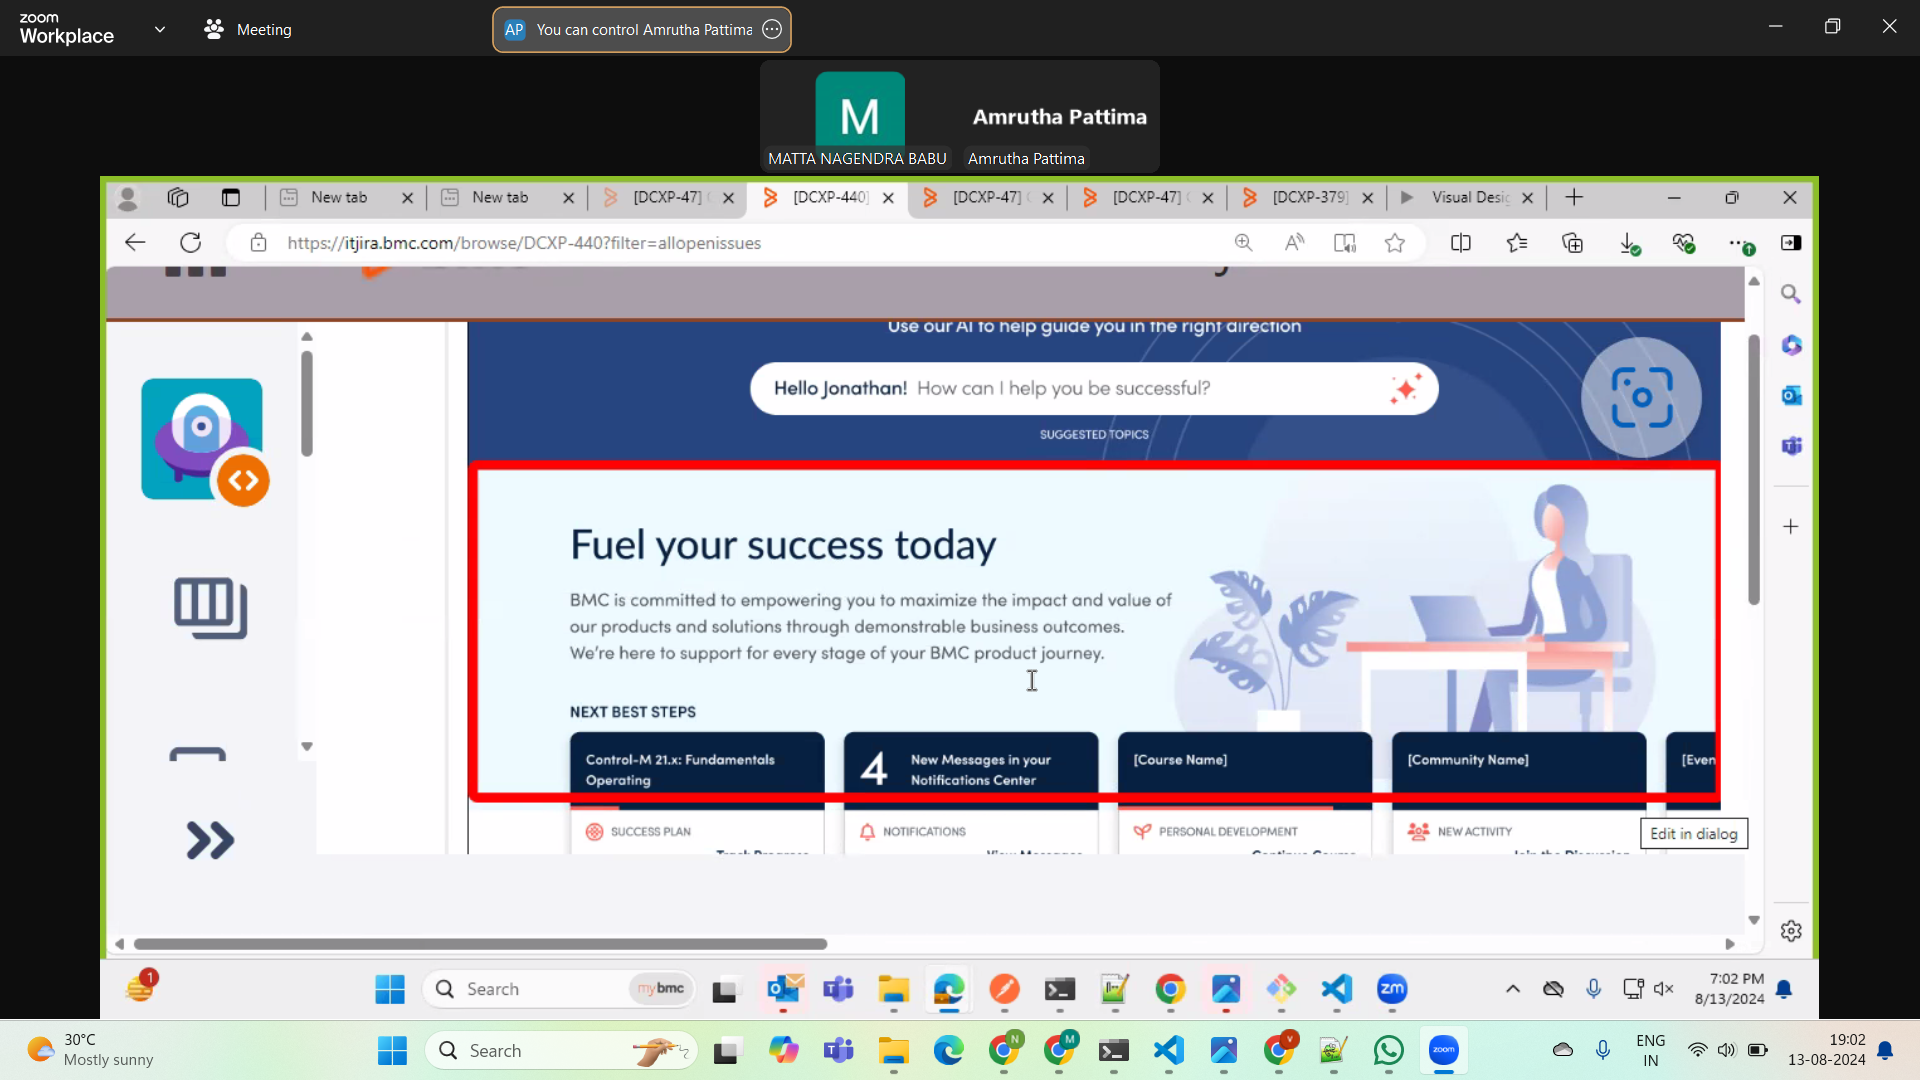 zoom
Workplace
Meeting
AP You can control Amrutha Pattima
M
Amrutha Pattima
MATTA NAGENDRA BABU
Amrutha Pattima
New tab
New tab
[DCXP-47]
[DCXP-440]
[DCXP-47]
[DCXP-47]
[DCXP-379]
Visual Desi
https://itjira.bmc.com/browse/DCXP-440?filter=allopenissues
Use our AI to help guide you in the right direction
Hello Jonathan! How can I help you be successful?
SUGGESTED TOPICS
Fuel your success today
BMC is committed to empowering you to maximize the impact and value of
our products and solutions through demonstrable business outcomes.
We're here to support for every stage of your BMC product journey.
NEXT BEST STEPS
Control-M 21.x: Fundamentals
Operating
4
New Messages in your
Notifications Center
[Course Name]
[Community Name]
[Even
SUCCESS PLAN
NOTIFICATIONS
PERSONAL DEVELOPMENT
NEW ACTIVITY
Edit in dialog
1
Search
mybmc
zm
7:02 PM
8/13/2024
30°C
Mostly sunny
Search
N
M
V
zoom
ENG
IN
19:02
13-08-2024